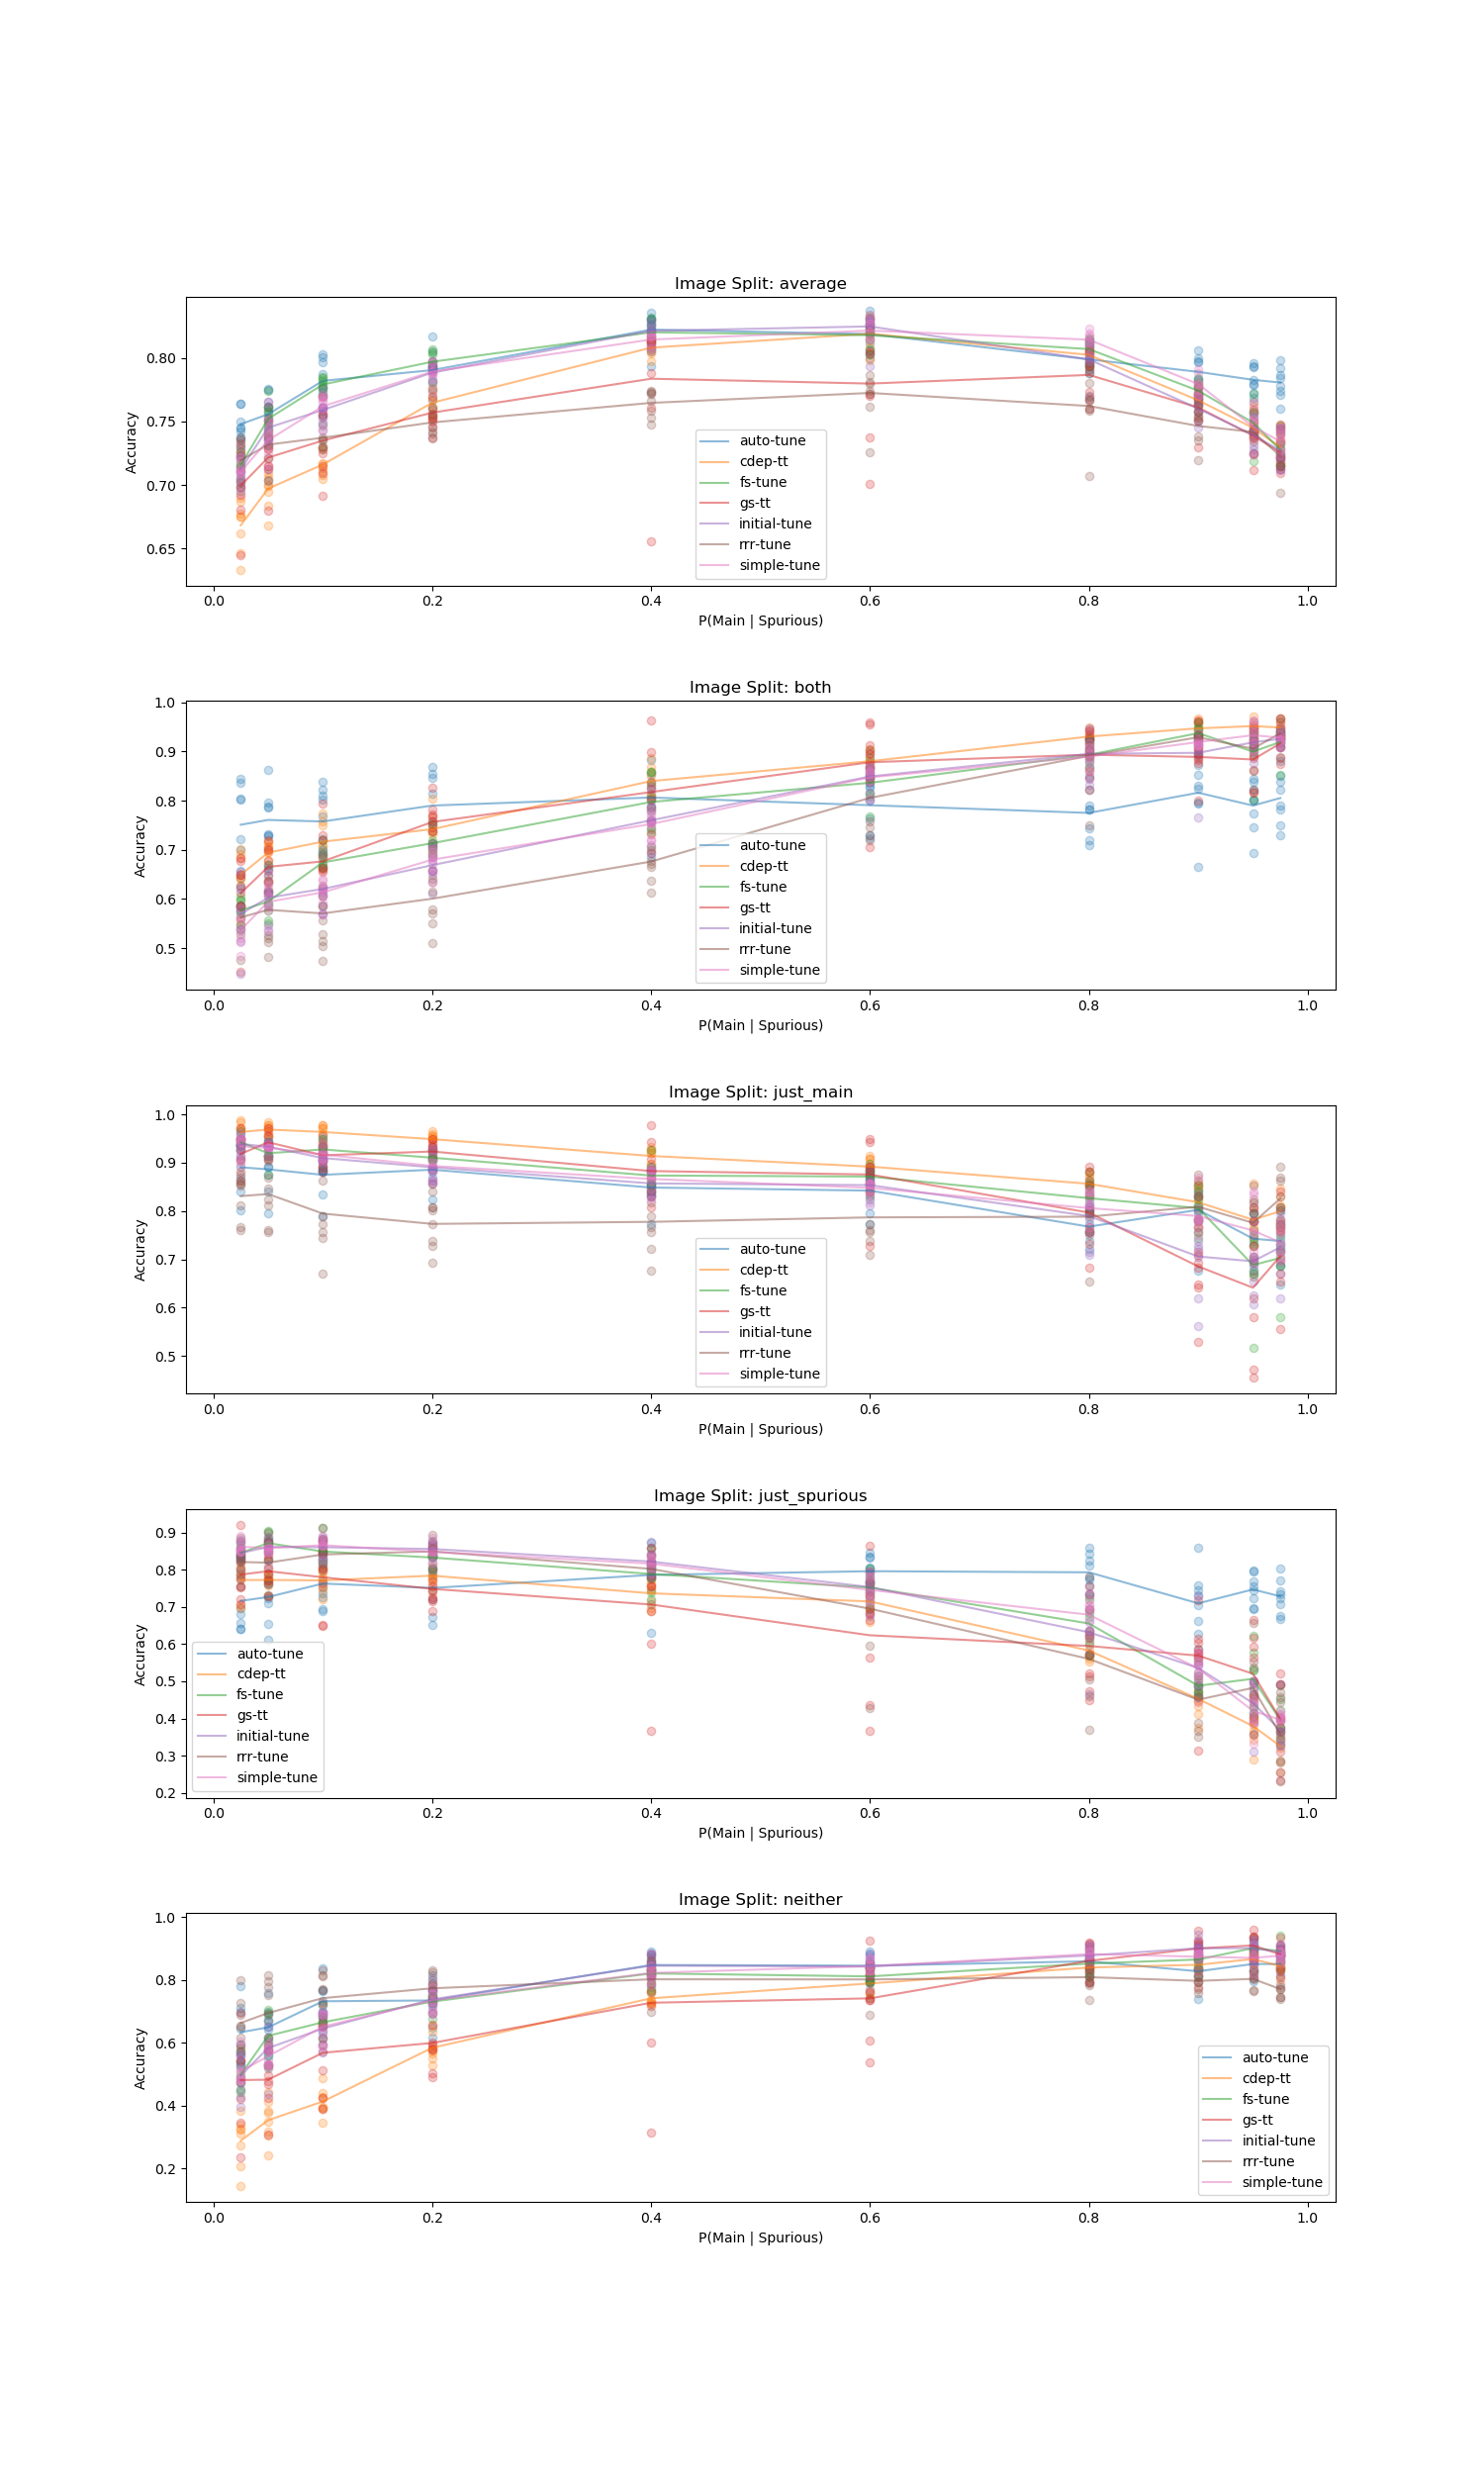 Image Split: average
Accuracy
0.80
0.75
0.70
0.65
auto-tune
cdep-tt
fs-tune
gs-tt
initial-tune
rrr-tune
simple-tune
0.0 0.2 0.4 0.6 0.8 1.0
P(Main | Spurious)
Image Split: both
Accuracy
1.0
0.9
0.8
0.7
0.6
0.5
auto-tune
cdep-tt
fs-tune
gs-tt
initial-tune
rrr-tune
simple-tune
0.0 0.2 0.4 0.6 0.8 1.0
P(Main | Spurious)
Image Split: just_main
Accuracy
1.0
0.9
0.8
0.7
0.6
0.5
auto-tune
cdep-tt
fs-tune
gs-tt
initial-tune
rrr-tune
simple-tune
0.0 0.2 0.4 0.6 0.8 1.0
P(Main | Spurious)
Image Split: just_spurious
Accuracy
0.9
0.8
0.7
0.6
0.5
0.4
0.3
0.2
auto-tune
cdep-tt
fs-tune
gs-tt
initial-tune
rrr-tune
simple-tune
0.0 0.2 0.4 0.6 0.8 1.0
P(Main | Spurious)
Image Split: neither
Accuracy
1.0
0.8
0.6
0.4
0.2
auto-tune
cdep-tt
fs-tune
gs-tt
initial-tune
rrr-tune
simple-tune
0.0 0.2 0.4 0.6 0.8 1.0
P(Main | Spurious)